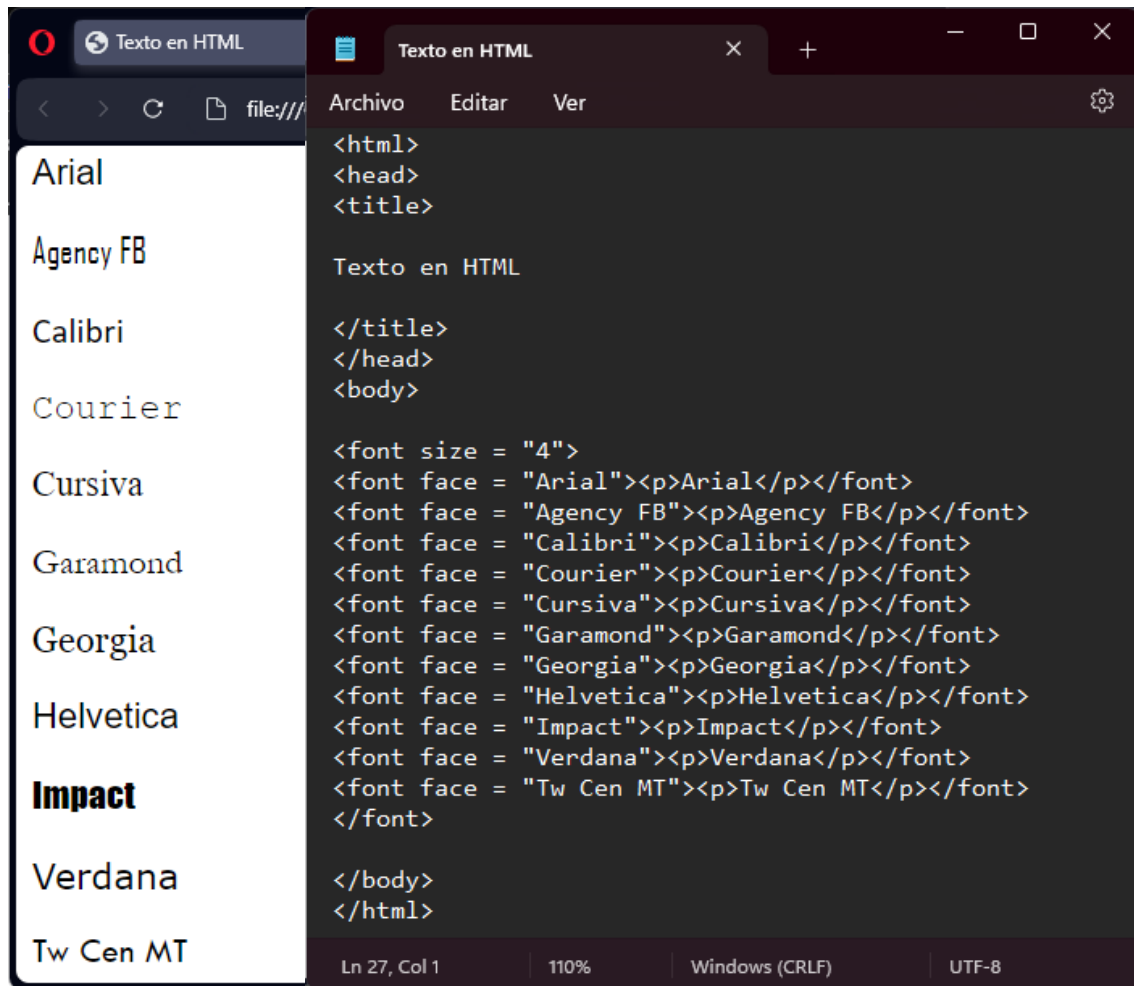 Texto en HTML
file:///
Arial
Agency FB
Calibri
Courier
Cursiva
Garamond
Georgia
Helvetica
Impact
Verdana
Tw Cen MT
Texto en HTML
Archivo Editar Ver
<html>
<head>
<title>
Texto en HTML
</title>
</head>
<body>
<font size = "4">
<font face = "Arial"><p>Arial</p></font>
<font face = "Agency FB"><p>Agency FB</p></font>
<font face = "Calibri"><p>Calibri</p></font>
<font face = "Courier"><p>Courier</p></font>
<font face = "Cursiva"><p>Cursiva</p></font>
<font face = "Garamond"><p>Garamond</p></font>
<font face = "Georgia"><p>Georgia</p></font>
<font face = "Helvetica"><p>Helvetica</p></font>
<font face = "Impact"><p>Impact</p></font>
<font face = "Verdana"><p>Verdana</p></font>
<font face = "Tw Cen MT"><p>Tw Cen MT</p></font>
</font>
</body>
</html>
Ln 27, Col 1 110% Windows (CRLF) UTF-8